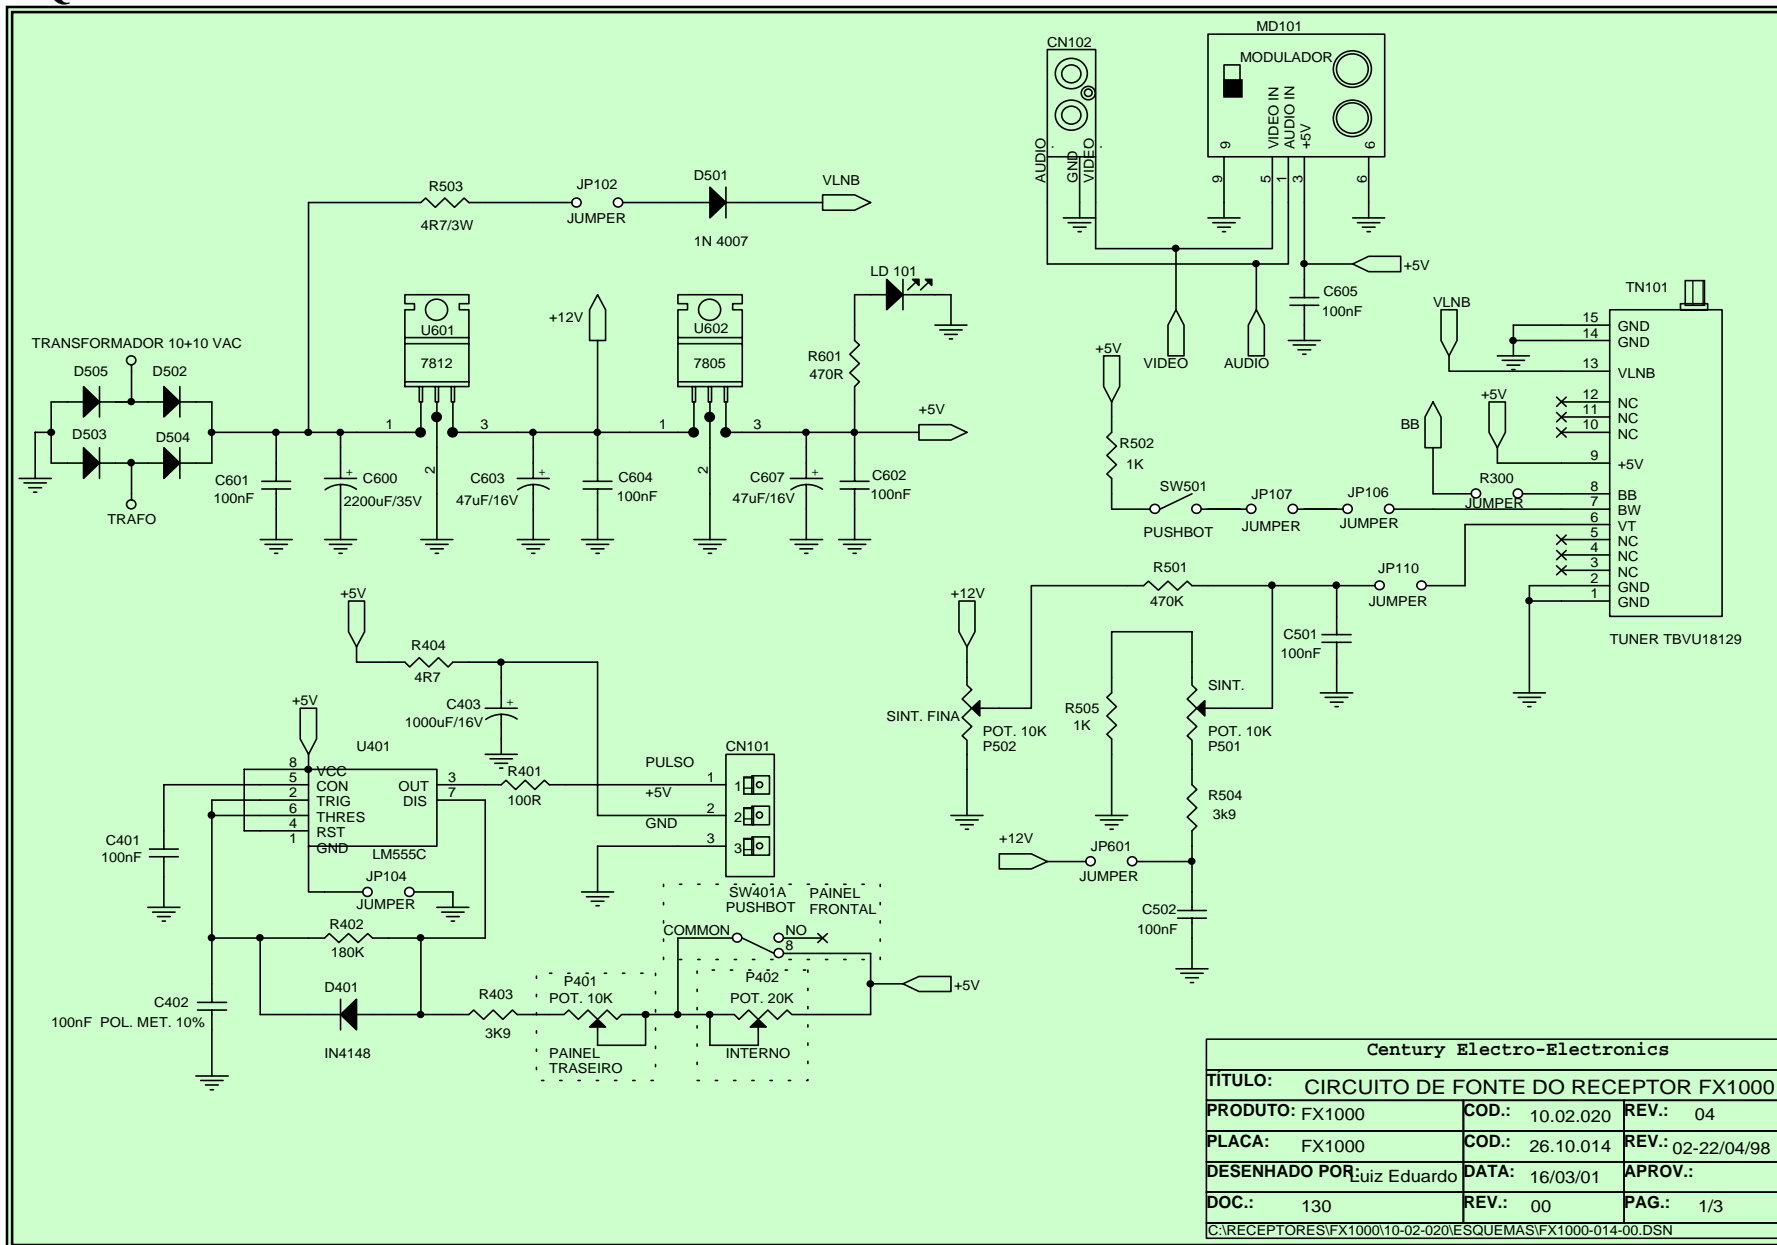 MD101
CN102
MODULADOR
VIDEO IN
AUDIO IN
+5V
9
6
AUDIO
GND
VIDEO
9
5
1
3
6
R503
4R7/3W
JP102
JUMPER
D501
1N 4007
VLNB
LD 101
+5V
C605
100nF
VIDEO
AUDIO
TRANSFORMADOR 10+10 VAC
D505
D502
D503
D504
TRAFO
U601
7812
+12V
U602
7805
R601
470R
+5V
1
3
1
3
2
2
C601
100nF
C600
+
2200uF/35V
C603
+
47uF/16V
C604
100nF
C607
+
47uF/16V
C602
100nF
TN101
VLNB
15
GND
14
GND
13
VLNB
12
NC
11
NC
10
NC
9
+5V
8
BB
7
BW
6
VT
5
NC
4
NC
3
NC
2
GND
1
GND
TUNER TBVU18129
+5V
BB
R300
JUMPER
+5V
R502
1K
SW501
PUSHBOT
JP107
JUMPER
JP106
JUMPER
R501
470K
JP110
JUMPER
C501
100nF
+12V
SINT. FINA
POT. 10K
P502
R505
1K
SINT.
POT. 10K
P501
R504
3k9
+12V
JP601
JUMPER
C502
100nF
+5V
R404
4R7
C403
+
1000uF/16V
+5V
U401
8
VCC
5
CON
2
TRIG
6
THRES
4
RST
1
GND
OUT
3
DIS
7
LM555C
R401
100R
PULSO
+5V
GND
CN101
1
1
2
2
3
3
C401
100nF
JP104
JUMPER
R402
180K
D401
IN4148
C402
100nF POL. MET. 10%
R403
3K9
P401
POT. 10K
PAINEL
TRASEIRO
SW401A
PUSHBOT
PAINEL
FRONTAL
COMMON
NO
8
P402
POT. 20K
INTERNO
+5V
Century Electro-Electronics
TÍTULO: CIRCUITO DE FONTE DO RECEPTOR FX1000
PRODUTO: FX1000 COD.: 10.02.020 REV.: 04
PLACA: FX1000 COD.: 26.10.014 REV.: 02-22/04/98
DESENHADO POR: Luiz Eduardo DATA: 16/03/01 APROV.:
DOC.: 130 REV.: 00 PAG.: 1/3
C:\RECEPTORES\FX1000\10-02-020\ESQUEMAS\FX1000-014-00.DSN